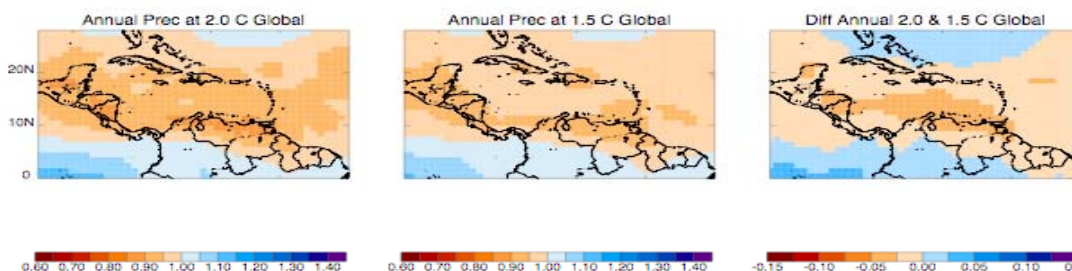 Annual Prec at 2.0 C Global
Annual Prec at 1.5 C Global
Diff Annual 2.0 & 1.5 C Global
20N
10N
0
0.60 0.70 0.80 0.90 1.00 1.10 1.20 1.30 1.40
0.60 0.70 0.80 0.90 1.00 1.10 1.20 1.30 1.40
-0.15 -0.10 -0.05 0.00 0.05 0.10